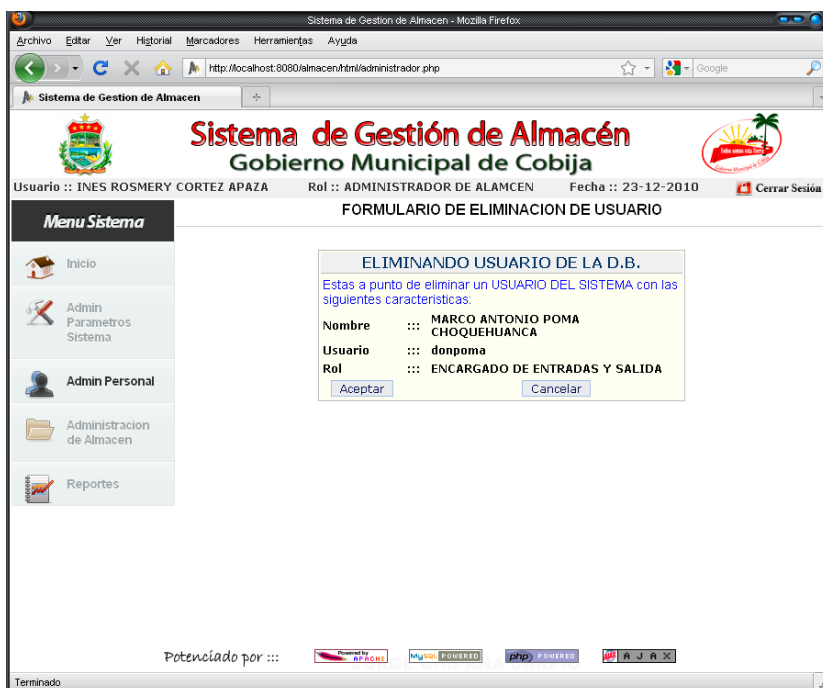 Sistema de Gestion de Almacen - Mozilla Firefox
Archivo Editar Ver Historial Marcadores Herramientas Ayuda
http://localhost:8080/almacen/html/administrador.php
Google
Sistema de Gestion de Almacen
Sistema de Gestión de Almacén
Gobierno Municipal de Cobija
Usuario :: INES ROSMERY CORTEZ APAZA Rol :: ADMINISTRADOR DE ALAMCEN Fecha :: 23-12-2010 Cerrar Sesión
Menu Sistema
FORMULARIO DE ELIMINACION DE USUARIO
Inicio
Admin
Parametros
Sistema
Admin Personal
Administracion
de Almacen
Reportes
ELIMINANDO USUARIO DE LA D.B.
Estas a punto de eliminar un USUARIO DEL SISTEMA con las
siguientes caracteristicas:
Nombre ::: MARCO ANTONIO POMA
CHOQUEHUANCA
Usuario ::: donpoma
Rol ::: ENCARGADO DE ENTRADAS Y SALIDA
Aceptar Cancelar
Potenciado por :::
Powered by
APACHE
MySQL POWERED
php POWERED
AJAX
Terminado